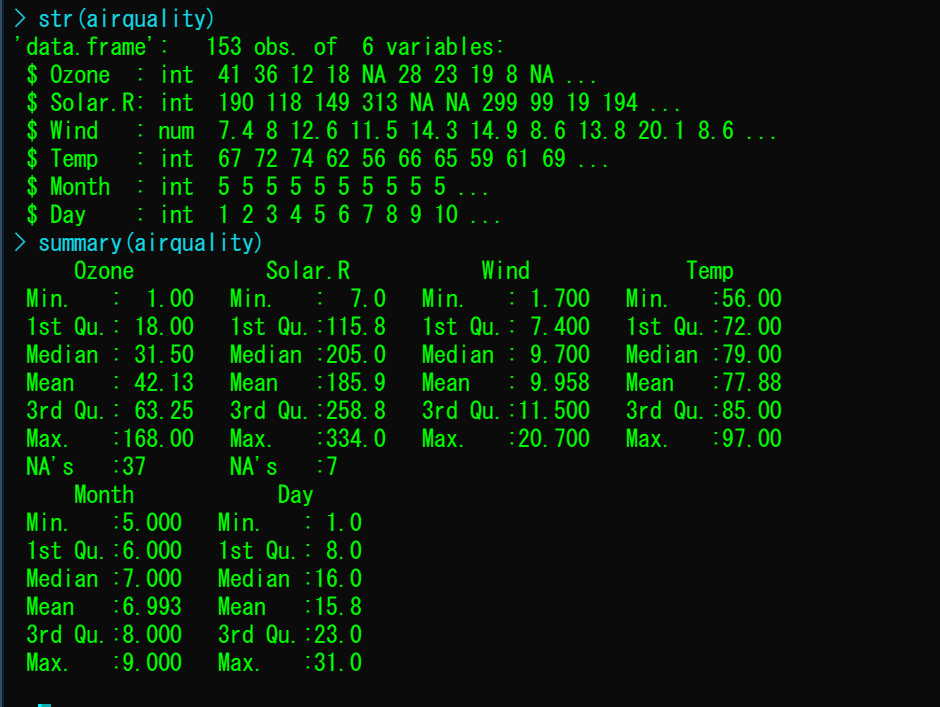 > str(airquality)
'data.frame':   153 obs. of  6 variables:
 $ Ozone  : int  41 36 12 18 NA 28 23 19 8 NA ...
 $ Solar.R: int  190 118 149 313 NA NA 299 99 19 194 ...
 $ Wind   : num  7.4 8 12.6 11.5 14.3 14.9 8.6 13.8 20.1 8.6 ...
 $ Temp   : int  67 72 74 62 56 66 65 59 61 69 ...
 $ Month  : int  5 5 5 5 5 5 5 5 5 5 ...
 $ Day    : int  1 2 3 4 5 6 7 8 9 10 ...
> summary(airquality)
     Ozone           Solar.R           Wind             Temp
 Min.   :  1.00   Min.   :  7.0   Min.   : 1.700   Min.   :56.00
 1st Qu.: 18.00   1st Qu.:115.8   1st Qu.: 7.400   1st Qu.:72.00
 Median : 31.50   Median :205.0   Median : 9.700   Median :79.00
 Mean   : 42.13   Mean   :185.9   Mean   : 9.958   Mean   :77.88
 3rd Qu.: 63.25   3rd Qu.:258.8   3rd Qu.:11.500   3rd Qu.:85.00
 Max.   :168.00   Max.   :334.0   Max.   :20.700   Max.   :97.00
 NA's   :37       NA's   :7
     Month            Day
 Min.   :5.000   Min.   : 1.0
 1st Qu.:6.000   1st Qu.: 8.0
 Median :7.000   Median :16.0
 Mean   :6.993   Mean   :15.8
 3rd Qu.:8.000   3rd Qu.:23.0
 Max.   :9.000   Max.   :31.0